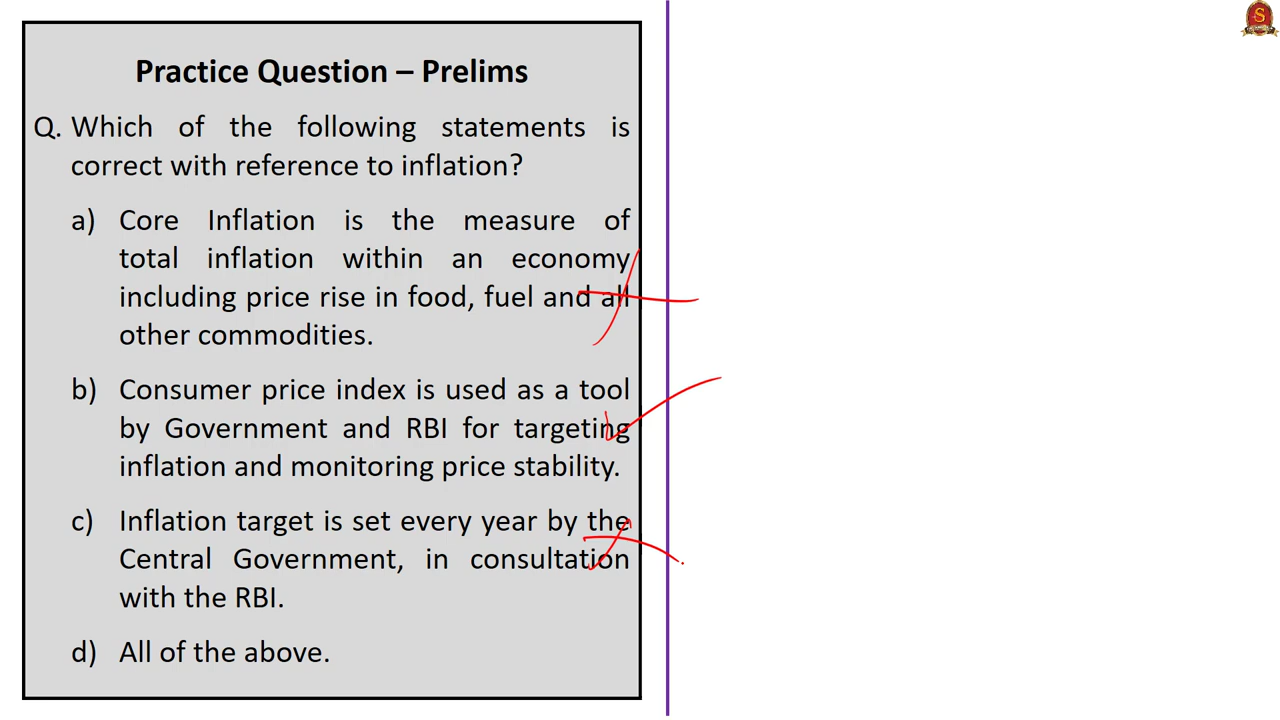 Practice Question – Prelims
Q. Which of the following statements is
correct with reference to inflation?
a) Core Inflation is the measure of
total inflation within an economy
including price rise in food, fuel and all
other commodities.
b) Consumer price index is used as a tool
by Government and RBI for targeting
inflation and monitoring price stability.
c) Inflation target is set every year by the
Central Government, in consultation
with the RBI.
d) All of the above.
S